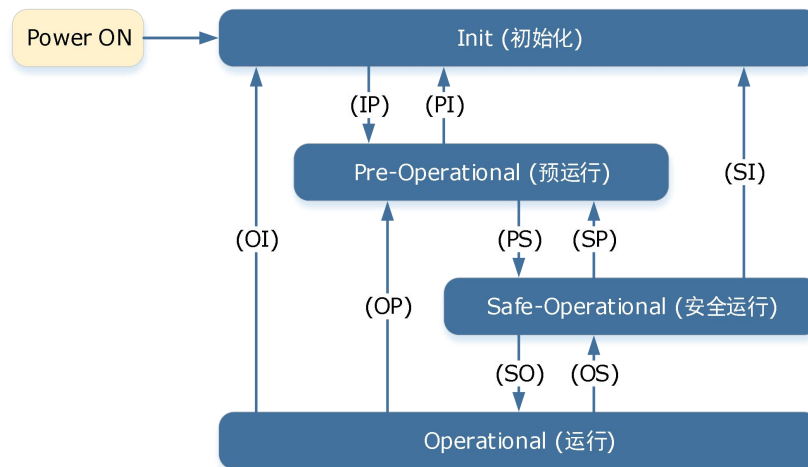 Power ON
Init (初始化)
(IP)
(PI)
Pre-Operational (预运行)
(SI)
(OI)
(PS)
(SP)
(OP)
Safe-Operational (安全运行)
(SO)
(OS)
Operational (运行)